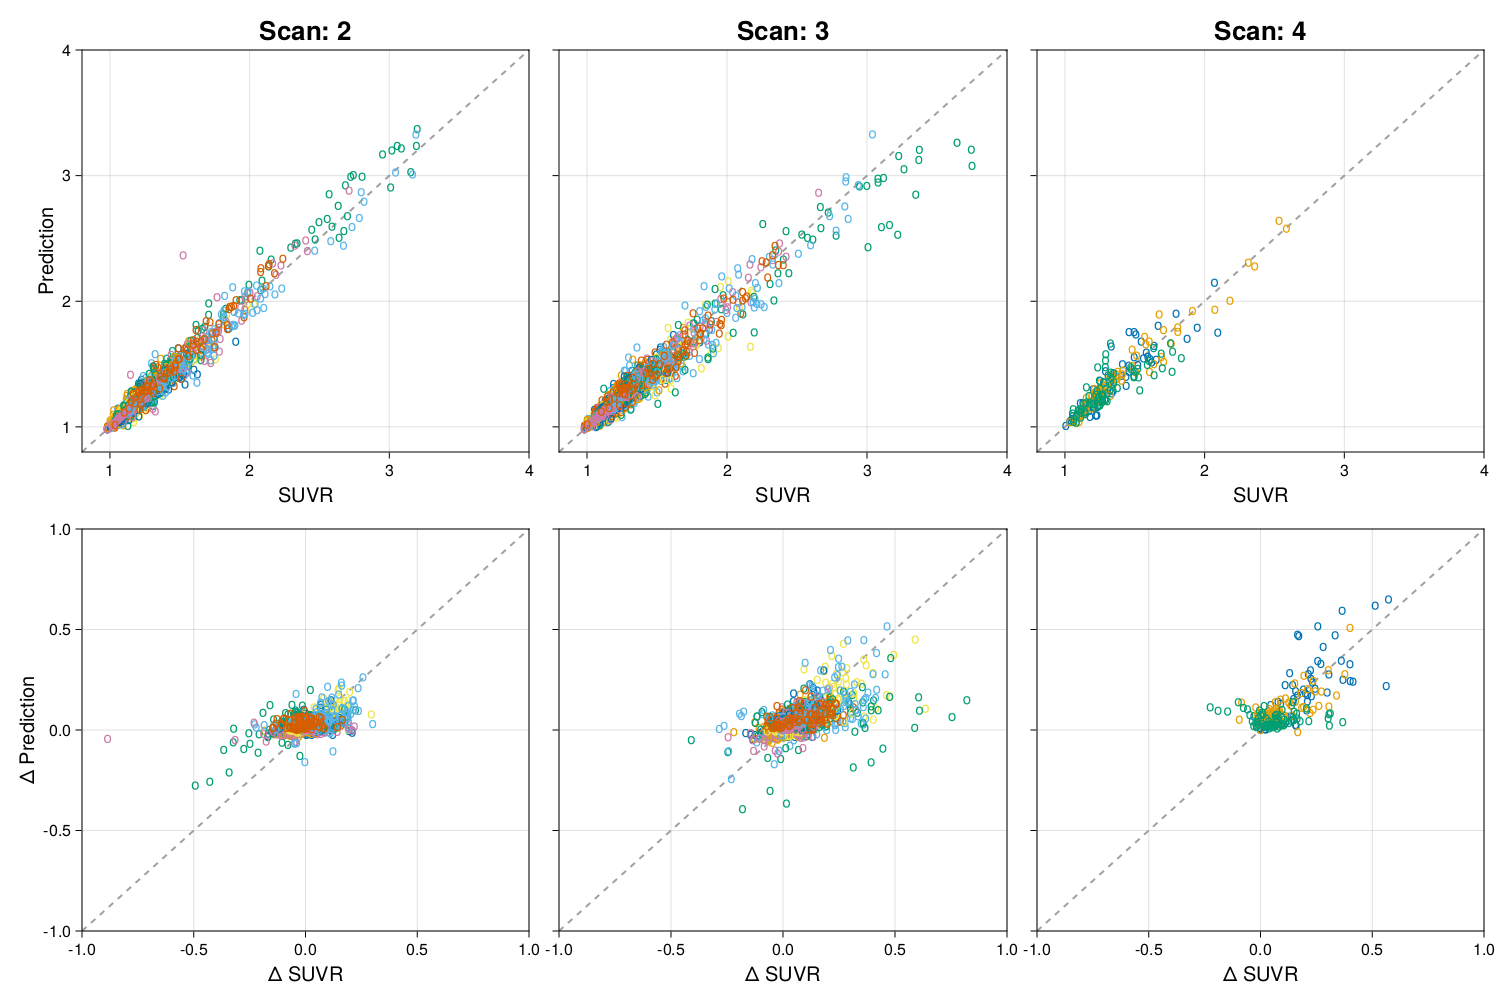 Scan: 2 Scan: 3 Scan: 4
4
3
2
1
Prediction
1 2 3 4 1 2 3 4 1 2 3 4
SUVR SUVR SUVR
1.0
0.5
0.0
-0.5
-1.0
Δ Prediction
-1.0 -0.5 0.0 0.5 1.0 -1.0 -0.5 0.0 0.5 1.0 -1.0 -0.5 0.0 0.5 1.0
Δ SUVR Δ SUVR Δ SUVR